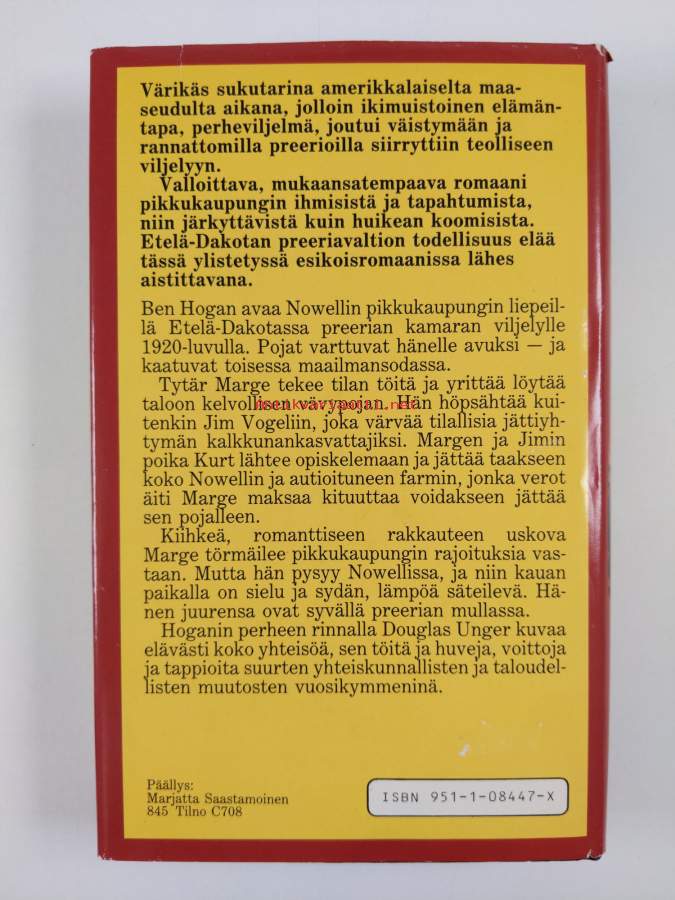 Värikäs sukutarina amerikkalaiselta maa-
seudulta aikana, jolloin ikimuistoinen elämän-
tapa, perheviljelmä, joutui väistymään ja
rannattomilla preerioilla siirryttiin teolliseen
viljelyyn.
Valloittava, mukaansatempaava romaani
pikkukaupungin ihmisistä ja tapahtumista,
niin järkyttävistä kuin huikean koomisista.
Etelä-Dakotan preeriavaltion todellisuus elää
tässä ylistetyssä esikoisromaanissa lähes
aistittavana.
Ben Hogan avaa Nowellin pikkukaupungin liepeil-
lä Etelä-Dakotassa preerian kamaran viljelylle
1920-luvulla. Pojat varttuvat hänelle avuksi — ja
kaatuvat toisessa maailmansodassa.
Tytär Marge tekee tilan töitä ja yrittää löytää
taloon kelvollisen vävypojan. Hän höpsähtää kui-
tenkin Jim Vogeliin, joka värvää tilallisia jättiyh-
tymän kalkkunankasvattajiksi. Margen ja Jimin
poika Kurt lähtee opiskelemaan ja jättää taakseen
koko Nowellin ja autioituneen farmin, jonka verot
äiti Marge maksaa kituuttaa voidakseen jättää
sen pojalleen.
Kiihkeä, romanttiseen rakkauteen uskova
Marge törmäilee pikkukaupungin rajoituksia vas-
taan. Mutta hän pysyy Nowellissa, ja niin kauan
paikalla on sielu ja sydän, lämpöä säteilevä. Hä-
nen juurensa ovat syvällä preerian mullassa.
Hoganin perheen rinnalla Douglas Unger kuvaa
elävästi koko yhteisöä, sen töitä ja huveja, voittoja
ja tappioita suurten yhteiskunnallisten ja taloudel-
listen muutosten vuosikymmeninä.
Päällys:
Marjatta Saastamoinen
845 Tilno C708
ISBN 951-1-08447-X